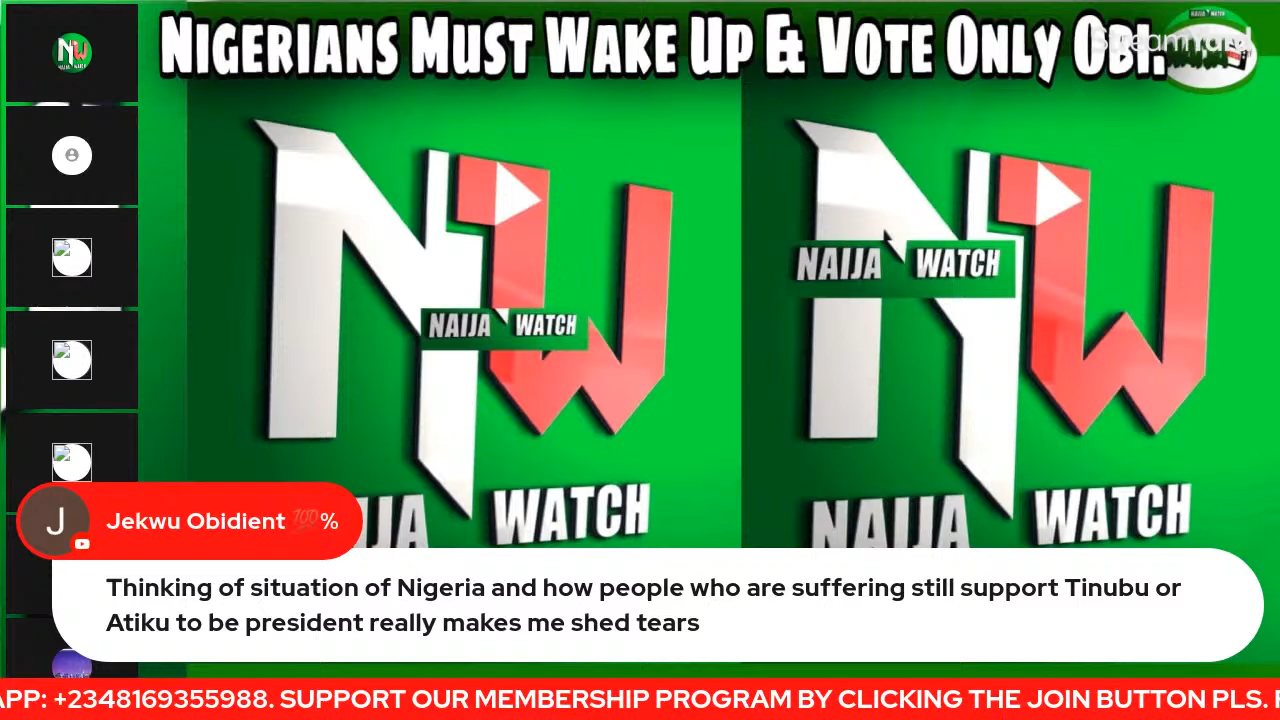 NIGERIANS MUST WAKE UP & VOTE ONLY OBI.
StreamYard
NAIJA WATCH
NAIJA WATCH
WATCH
NAIJA WATCH
J
Jekwu Obidient 💯%
Thinking of situation of Nigeria and how people who are suffering still support Tinubu or
Atiku to be president really makes me shed tears
APP: +2348169355988. SUPPORT OUR MEMBERSHIP PROGRAM BY CLICKING THE JOIN BUTTON PLS.